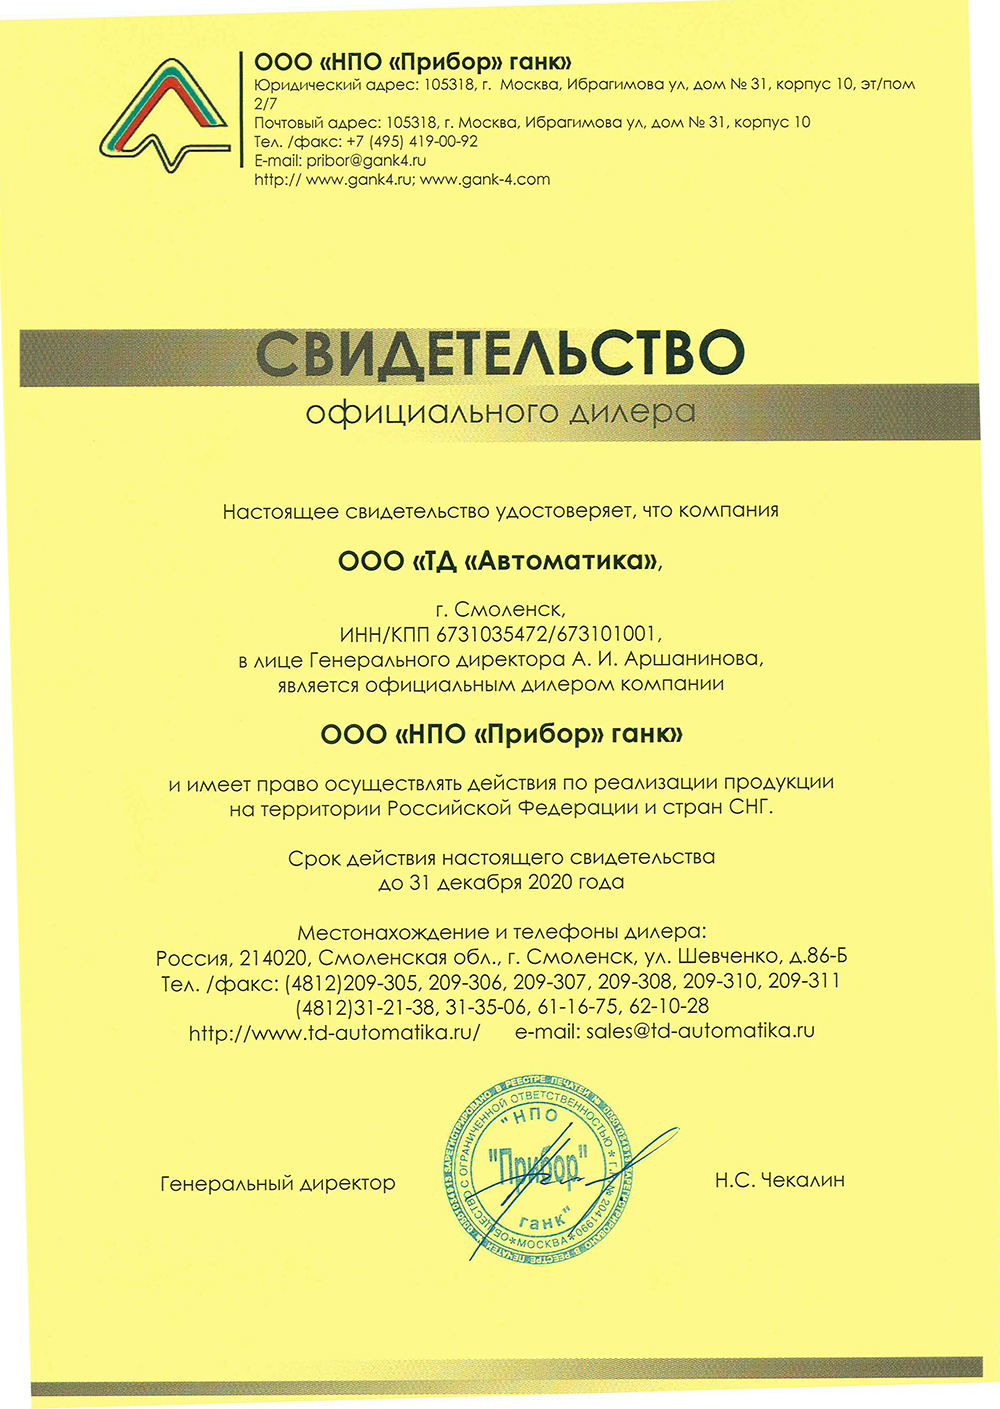 ООО «НПО «Прибор» ганк»
Юридический адрес: 105318, г. Москва, Ибрагимова ул, дом № 31, корпус 10, эт/пом
2/7
Почтовый адрес: 105318, г. Москва, Ибрагимова ул, дом № 31, корпус 10
Тел. /факс: +7 (495) 419-00-92
E-mail: pribor@gank4.ru
http:// www.gank4.ru; www.gank-4.com
СВИДЕТЕЛЬСТВО
официального дилера
Настоящее свидетельство удостоверяет, что компания
ООО «ТД «Автоматика»,
г. Смоленск,
ИНН/КПП 6731035472/673101001,
в лице Генерального директора А. И. Аршанинова,
является официальным дилером компании
ООО «НПО «Прибор» ганк»
и имеет право осуществлять действия по реализации продукции
на территории Российской Федерации и стран СНГ.
Срок действия настоящего свидетельства
до 31 декабря 2020 года
Местонахождение и телефоны дилера:
Россия, 214020, Смоленская обл., г. Смоленск, ул. Шевченко, д.86-Б
Тел. /факс: (4812)209-305, 209-306, 209-307, 209-308, 209-310, 209-311
(4812)31-21-38, 31-35-06, 61-16-75, 62-10-28
http://www.td-automatika.ru/ e-mail: sales@td-automatika.ru
ЗАРЕГИСТРИРОВАНО В РЕЕСТРЕ ПЕЧАТЕЙ №
ОБЩЕСТВО С ОГРАНИЧЕННОЙ ОТВЕТСТВЕННОСТЬЮ
*МОСКВА*
"НПО
"Прибор"
ганк"
Генеральный директор
Н.С. Чекалин